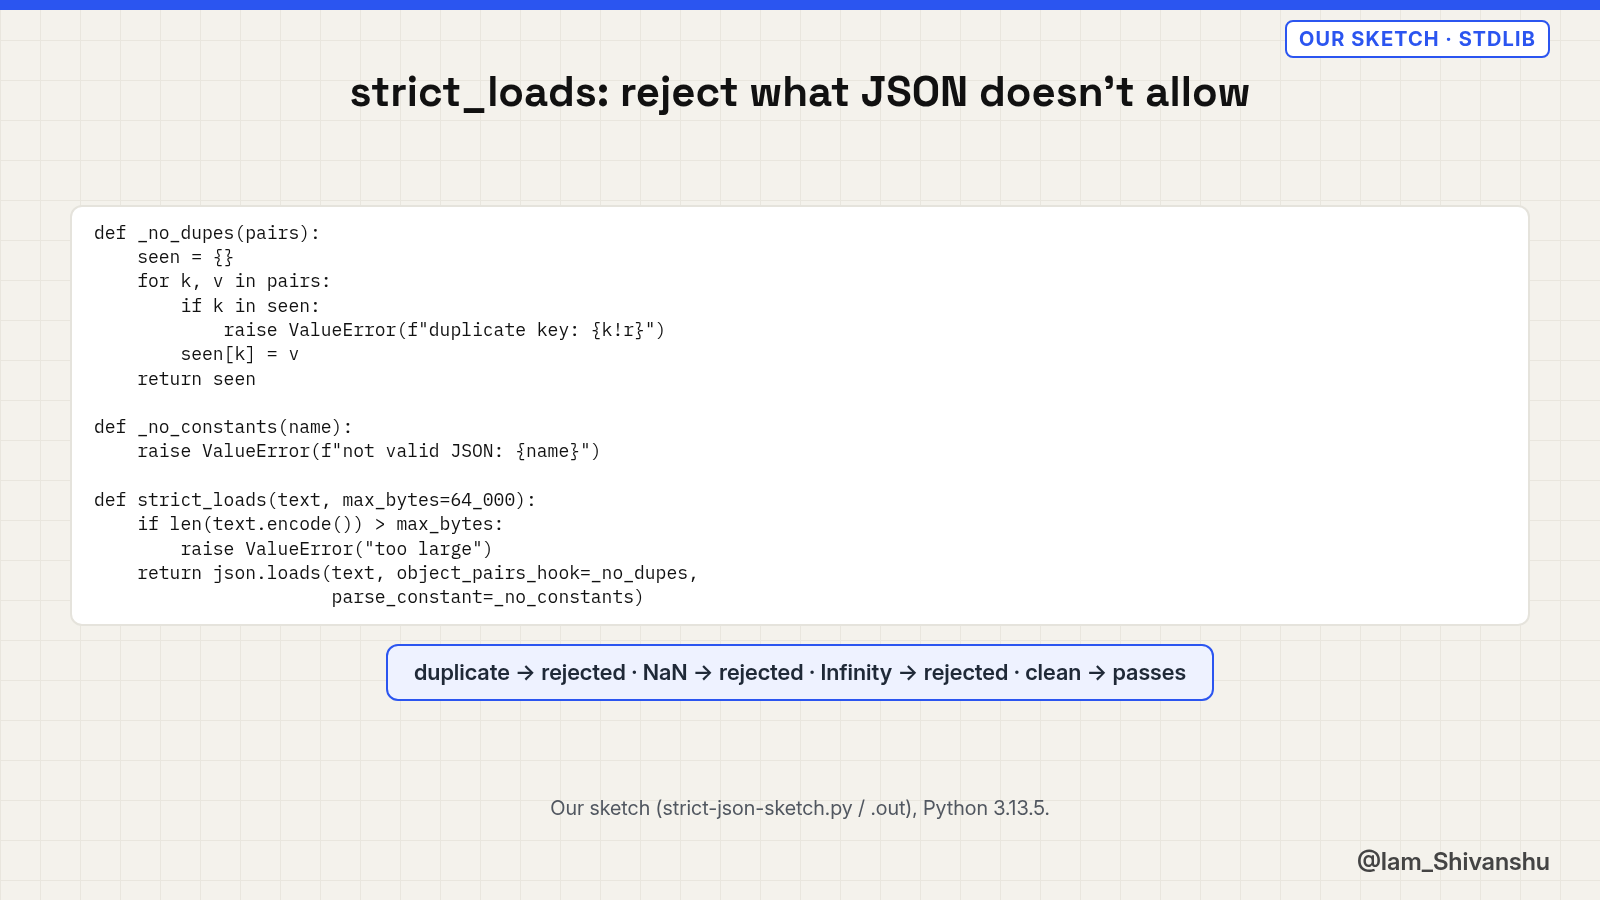 OUR SKETCH · STDLIB
strict_loads: reject what JSON doesn’t allow
def _no_dupes(pairs):
    seen = {}
    for k, v in pairs:
        if k in seen:
            raise ValueError(f"duplicate key: {k!r}")
        seen[k] = v
    return seen

def _no_constants(name):
    raise ValueError(f"not valid JSON: {name}")

def strict_loads(text, max_bytes=64_000):
    if len(text.encode()) > max_bytes:
        raise ValueError("too large")
    return json.loads(text, object_pairs_hook=_no_dupes,
                      parse_constant=_no_constants)
duplicate → rejected · NaN → rejected · Infinity → rejected · clean → passes
Our sketch (strict-json-sketch.py / .out), Python 3.13.5.
@Iam_Shivanshu